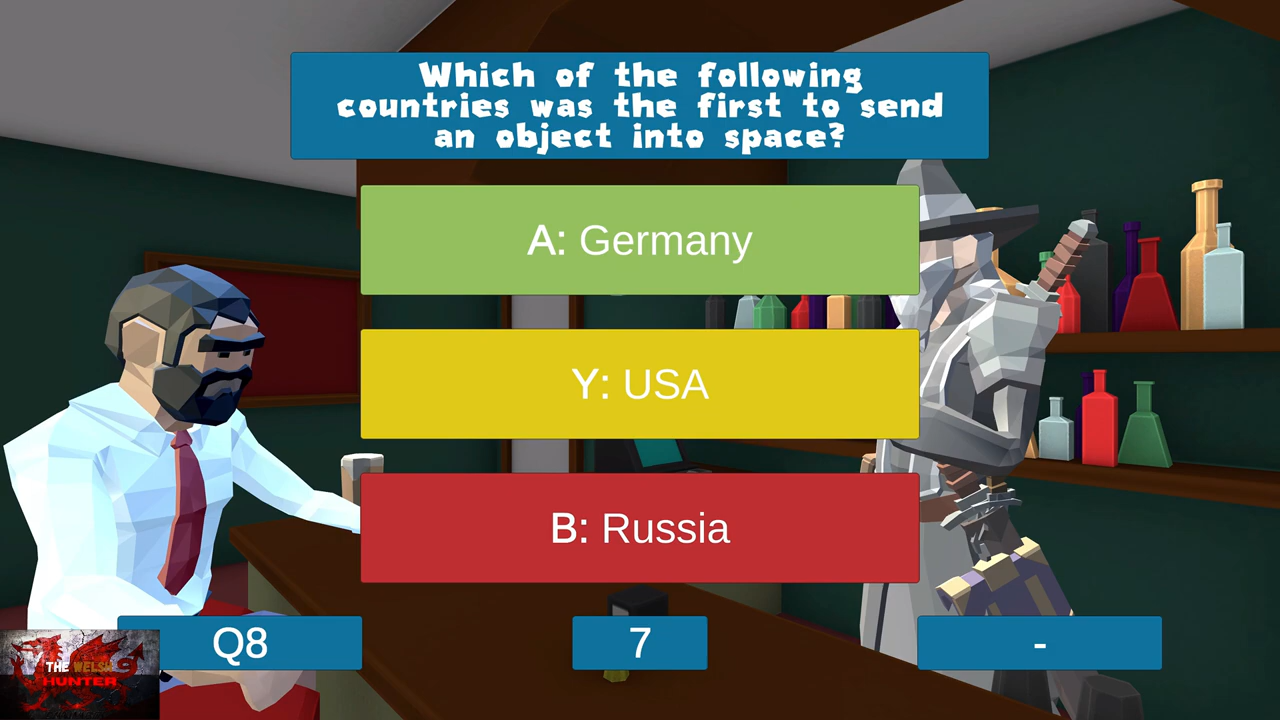 Which of the following
countries was the first to send
an object into space?
A: Germany
Y: USA
B: Russia
Q8
7
-
THE WELSH
HUNTER